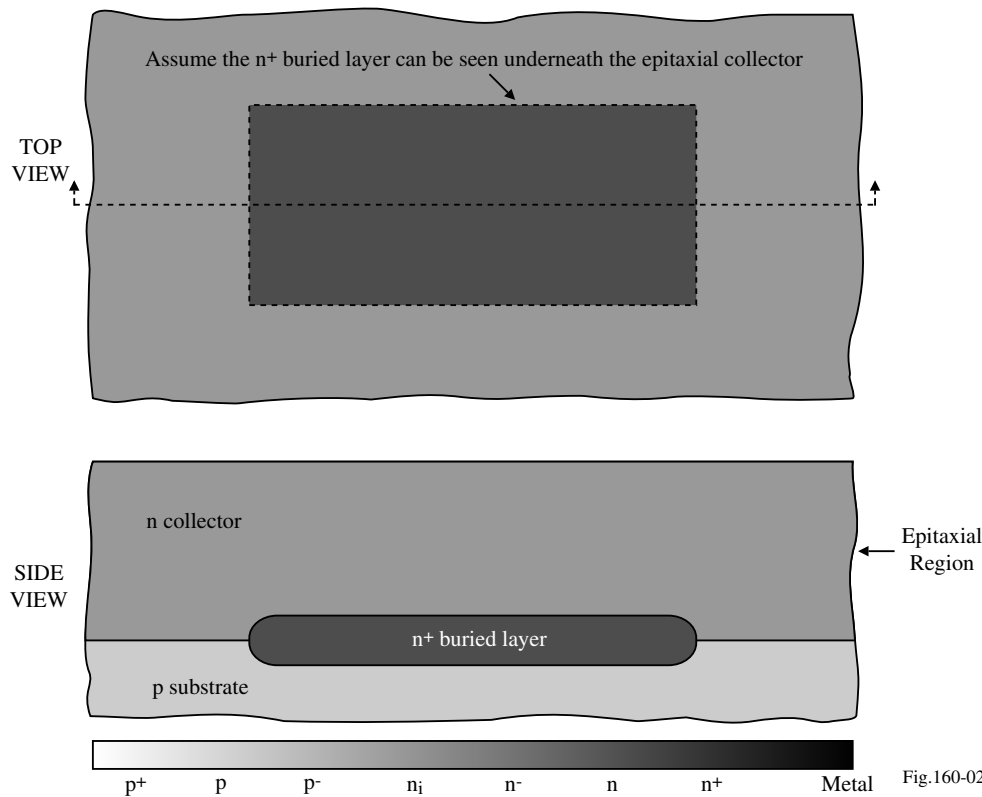 Assume the n+ buried layer can be seen underneath the epitaxial collector
TOP
VIEW
n collector
Epitaxial
Region
SIDE
VIEW
n+ buried layer
p substrate
p+ p p- ni n- n n+ Metal
Fig.160-02